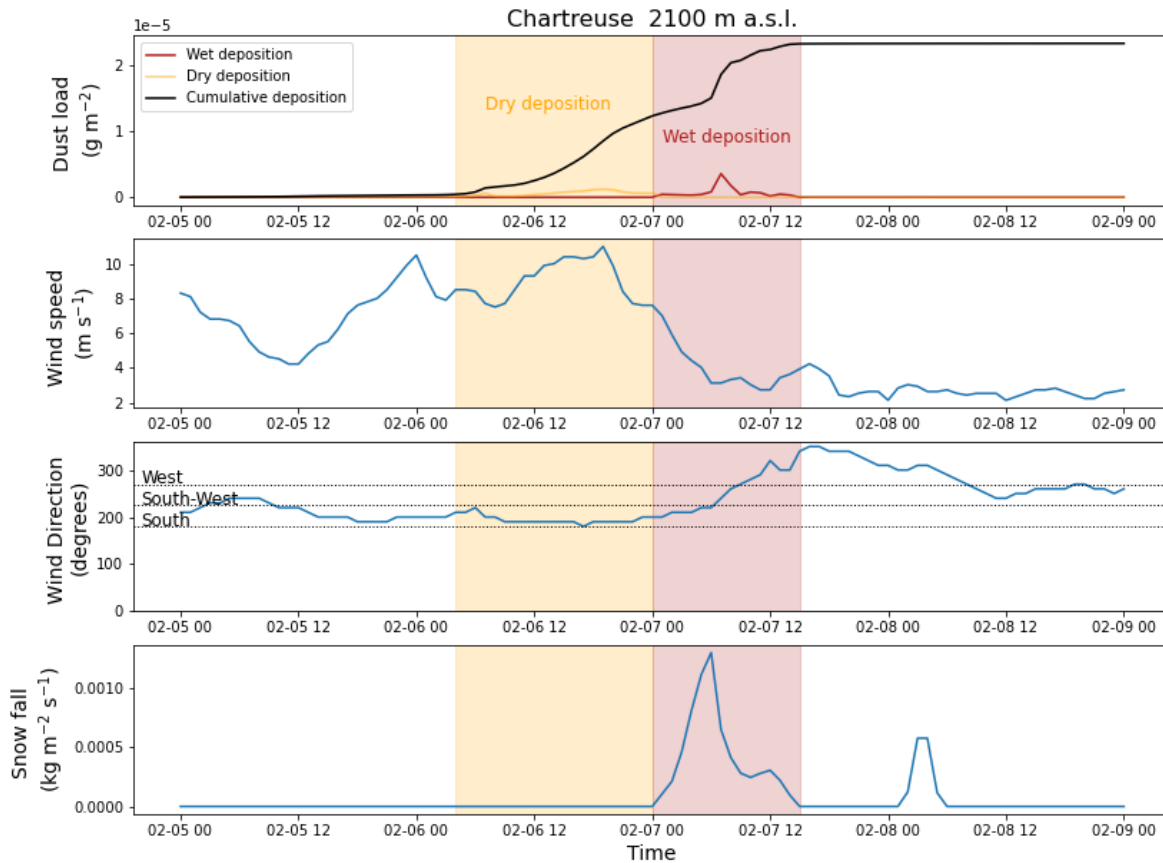 Chartreuse  2100 m a.s.l.
1e−5
Wet deposition
Dry deposition
Cumulative deposition
Dry deposition
Wet deposition
Dust load
(g m⁻²)
2
1
0
02-05 00 02-05 12 02-06 00 02-06 12 02-07 00 02-07 12 02-08 00 02-08 12 02-09 00
Wind speed
(m s⁻¹)
10
8
6
4
2
02-05 00 02-05 12 02-06 00 02-06 12 02-07 00 02-07 12 02-08 00 02-08 12 02-09 00
Wind Direction
(degrees)
300
200
100
0
West
South-West
South
02-05 00 02-05 12 02-06 00 02-06 12 02-07 00 02-07 12 02-08 00 02-08 12 02-09 00
Snow fall
(kg m⁻² s⁻¹)
0.0010
0.0005
0.0000
02-05 00 02-05 12 02-06 00 02-06 12 02-07 00 02-07 12 02-08 00 02-08 12 02-09 00
Time